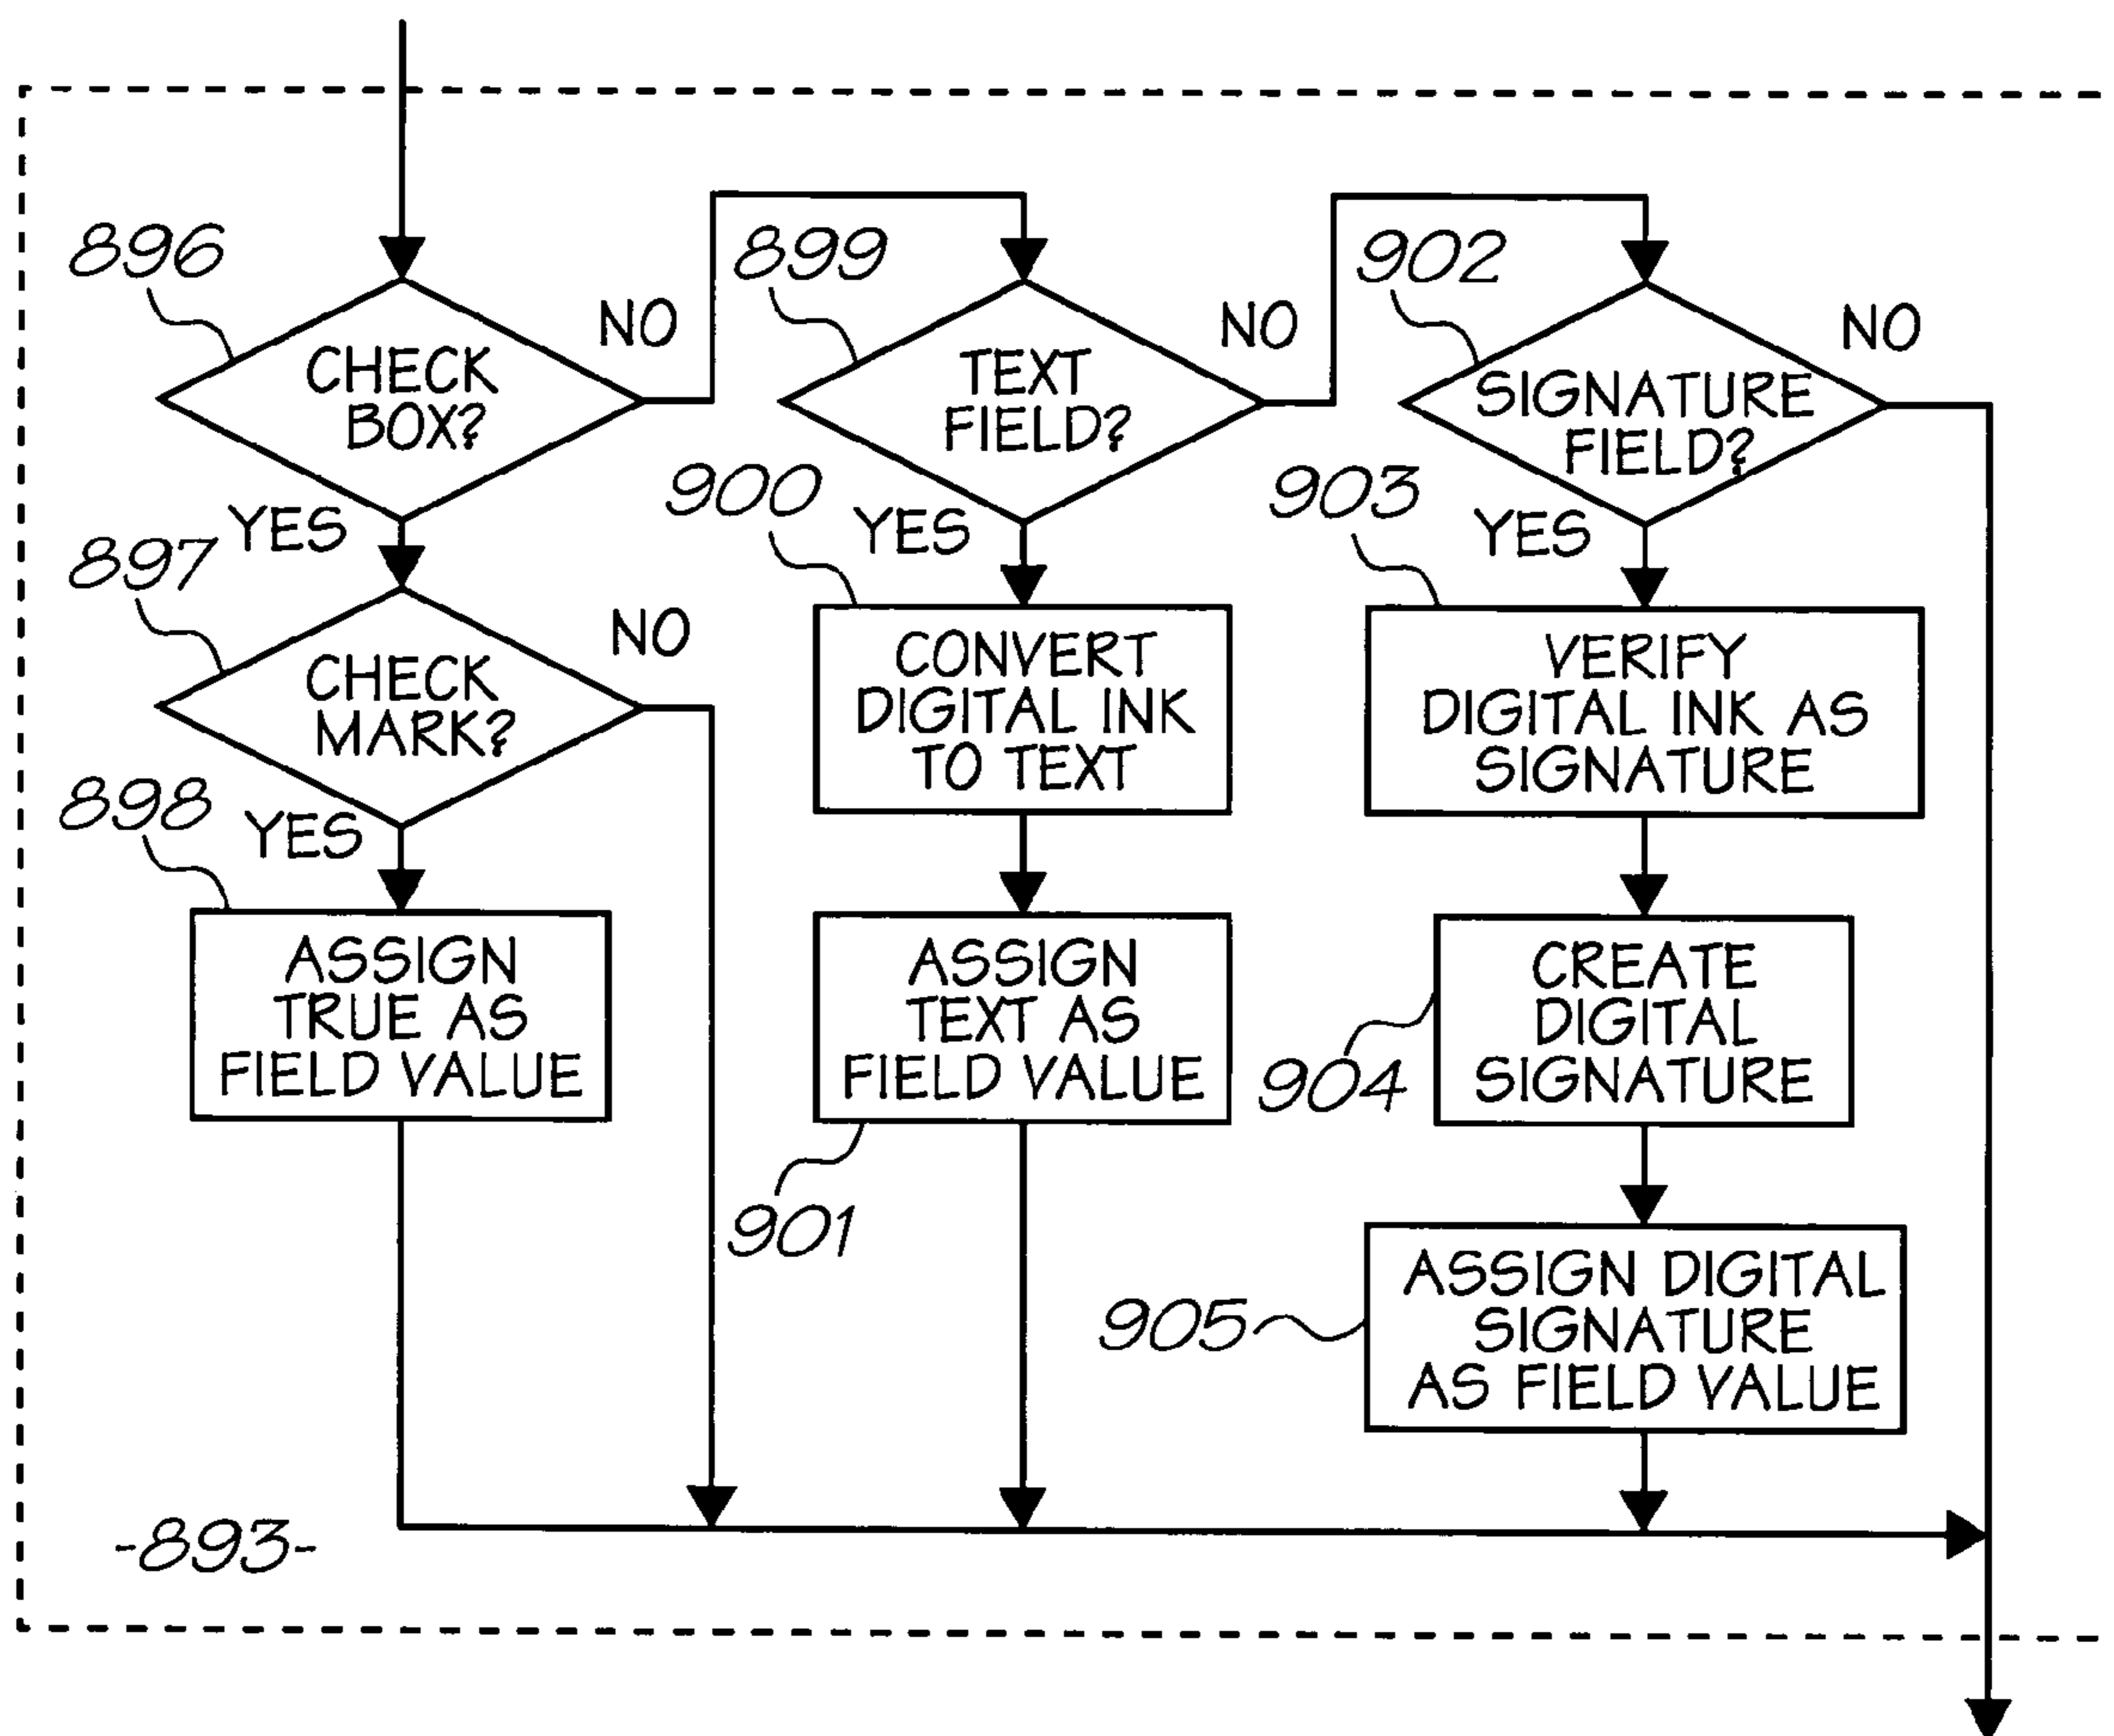 896
CHECK
BOX?
NO
YES
897
CHECK
MARK?
NO
YES
898
ASSIGN
TRUE AS
FIELD VALUE
899
TEXT
FIELD?
NO
YES
900
CONVERT
DIGITAL INK
TO TEXT
ASSIGN
TEXT AS
FIELD VALUE
901
902
SIGNATURE
FIELD?
NO
YES
903
VERIFY
DIGITAL INK AS
SIGNATURE
CREATE
DIGITAL
SIGNATURE
904
ASSIGN DIGITAL
SIGNATURE
AS FIELD VALUE
905
-893-